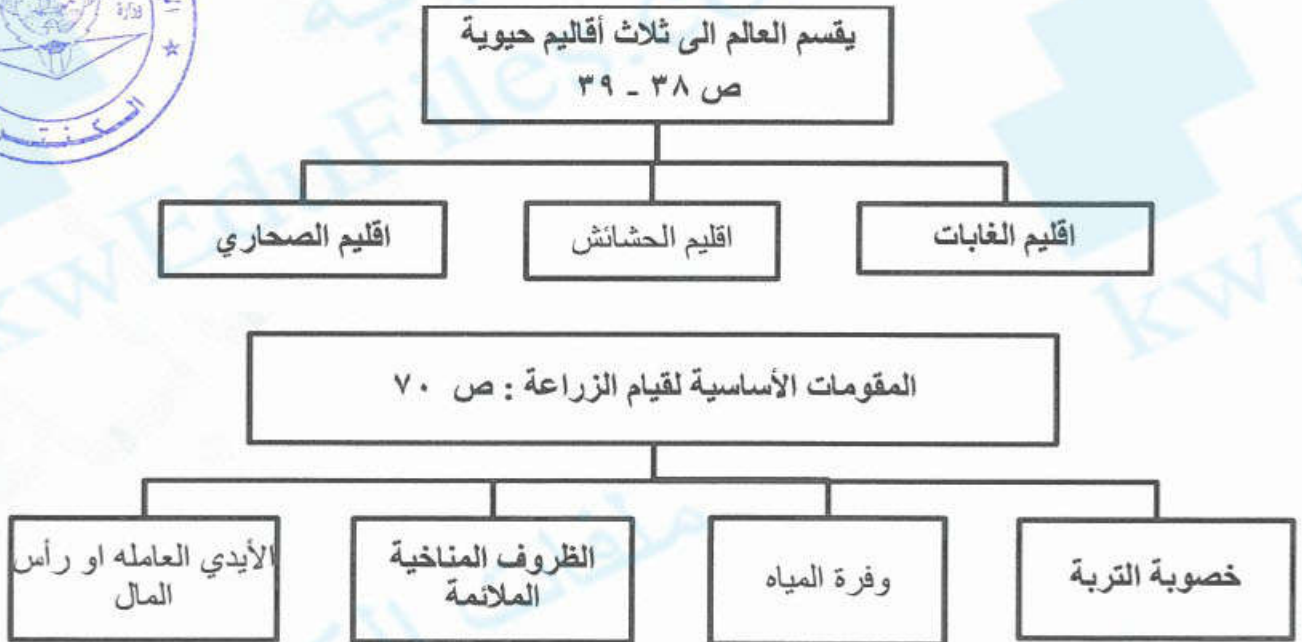 يقسم العالم الى ثلاث أقاليم حيوية
ص ٣٨ - ٣٩
اقليم الغابات
اقليم الحشائش
اقليم الصحاري
المقومات الأساسية لقيام الزراعة : ص ٧٠
خصوبة التربة
وفرة المياه
الظروف المناخية
الملائمة
الأيدي العامله او رأس
المال